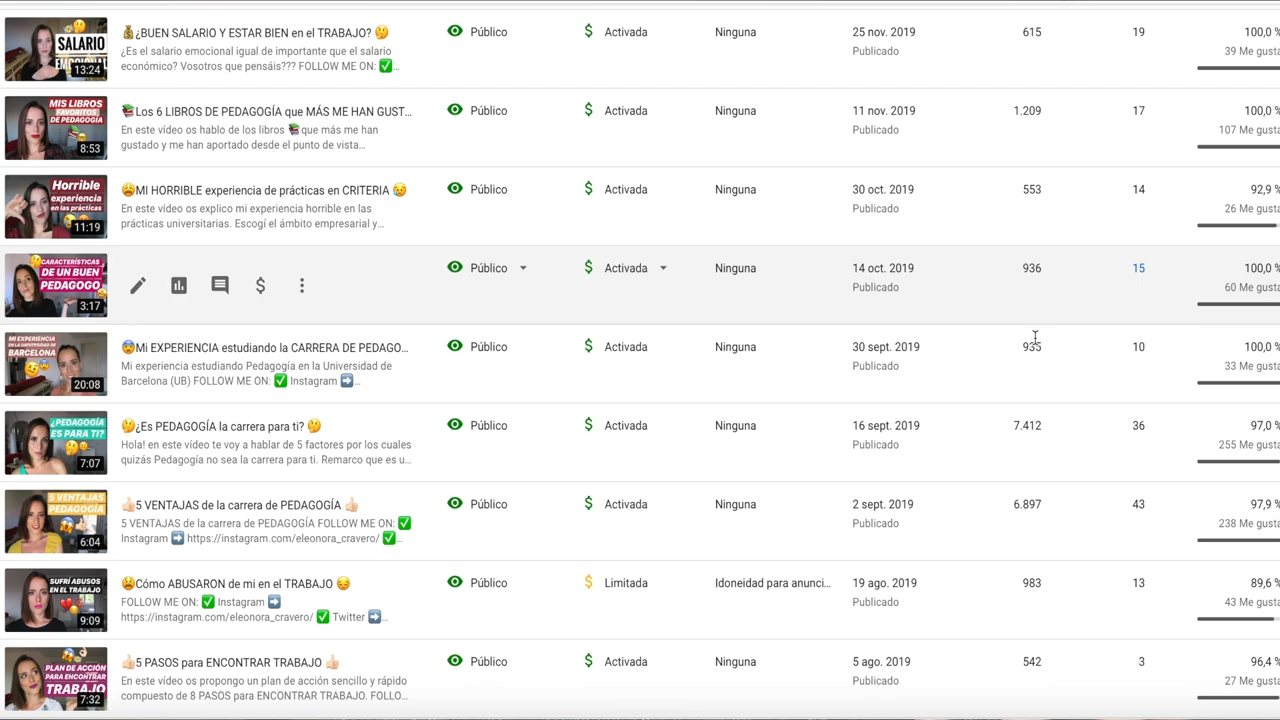 💰¿BUEN SALARIO Y ESTAR BIEN en el TRABAJO? 🤔
¿Es el salario emocional igual de importante que el salario
económico? Vosotros que pensáis??? FOLLOW ME ON: ✅...
SALARIO
13:24
Público
Activada
Ninguna
25 nov. 2019
Publicado
615
19
100,0 %
39 Me gusta
MIS LIBROS
FAVORITOS
DE PEDAGOGÍA
8:53
📚Los 6 LIBROS DE PEDAGOGÍA que MÁS ME HAN GUST...
En este vídeo os hablo de los libros 📚que más me han
gustado y me han aportado desde el punto de vista...
Público
Activada
Ninguna
11 nov. 2019
Publicado
1.209
17
100,0 %
107 Me gusta
Horrible
experiencia
en las prácticas
11:19
😩MI HORRIBLE experiencia de prácticas en CRITERIA 😥
En este vídeo os explico mi experiencia horrible en las
prácticas universitarias. Escogí el ámbito empresarial y...
Público
Activada
Ninguna
30 oct. 2019
Publicado
553
14
92,9 %
26 Me gusta
CARACTERÍSTICAS
DE UN BUEN
PEDAGOGO
3:17
Público
Activada
Ninguna
14 oct. 2019
Publicado
936
15
100,0 %
60 Me gusta
MI EXPERIENCIA
EN LA UNIVERSIDAD DE
BARCELONA
20:08
😨Mi EXPERIENCIA estudiando la CARRERA DE PEDAGO...
Mi experiencia estudiando Pedagogía en la Universidad de
Barcelona (UB) FOLLOW ME ON: ✅ Instagram ➡️...
Público
Activada
Ninguna
30 sept. 2019
Publicado
935
10
100,0 %
33 Me gusta
¿PEDAGOGÍA
ES PARA TI?
7:07
🤔¿Es PEDAGOGÍA la carrera para ti? 🤔
Hola! en este vídeo te voy a hablar de 5 factores por los cuales
quizás Pedagogía no sea la carrera para ti. Remarco que es u...
Público
Activada
Ninguna
16 sept. 2019
Publicado
7.412
36
97,0 %
255 Me gusta
5 VENTAJAS
PEDAGOGÍA
6:04
👍🏻5 VENTAJAS de la carrera de PEDAGOGÍA 👍🏻
5 VENTAJAS de la carrera de PEDAGOGÍA FOLLOW ME ON: ✅
Instagram ➡️ https://instagram.com/eleonora_cravero/ ✅...
Público
Activada
Ninguna
2 sept. 2019
Publicado
6.897
43
97,9 %
238 Me gusta
SUFRÍ ABUSOS
EN EL TRABAJO
9:09
😫Cómo ABUSARON de mi en el TRABAJO 😔
FOLLOW ME ON: ✅ Instagram ➡️
https://instagram.com/eleonora_cravero/ ✅ Twitter ➡️...
Público
Limitada
Idoneidad para anunci...
19 ago. 2019
Publicado
983
13
89,6 %
43 Me gusta
PLAN DE ACCIÓN
PARA ENCONTRAR
TRABAJO
7:32
👍🏻5 PASOS para ENCONTRAR TRABAJO 👍🏻
En este vídeo os propongo un plan de acción sencillo y rápido
compuesto de 8 PASOS para ENCONTRAR TRABAJO. FOLLO...
Público
Activada
Ninguna
5 ago. 2019
Publicado
542
3
96,4 %
27 Me gusta